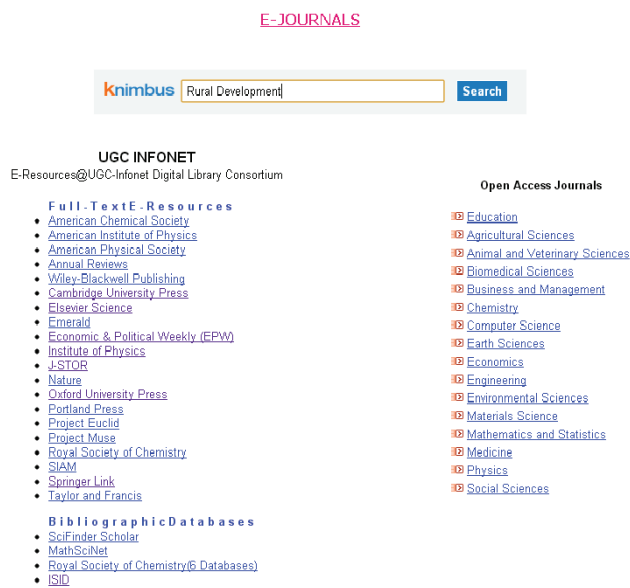 E-JOURNALS
knimbus Rural Development Search
UGC INFONET
E-Resources@UGC-Infonet Digital Library Consortium
Full-TextE-Resources
American Chemical Society
American Institute of Physics
American Physical Society
Annual Reviews
Wiley-Blackwell Publishing
Cambridge University Press
Elsevier Science
Emerald
Economic & Political Weekly (EPW)
Institute of Physics
J-STOR
Nature
Oxford University Press
Portland Press
Project Euclid
Project Muse
Royal Society of Chemistry
SIAM
Springer Link
Taylor and Francis
BibliographicDatabases
SciFinder Scholar
MathSciNet
Royal Society of Chemistry(6 Databases)
ISID
Open Access Journals
Education
Agricultural Sciences
Animal and Veterinary Sciences
Biomedical Sciences
Business and Management
Chemistry
Computer Science
Earth Sciences
Economics
Engineering
Environmental Sciences
Materials Science
Mathematics and Statistics
Medicine
Physics
Social Sciences